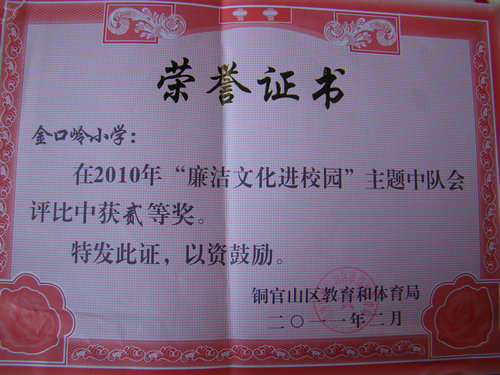 荣誉证书
金口岭小学：
在2010年“廉洁文化进校园”主题中队会
评比中获贰等奖。
特发此证，以资鼓励。
铜官山区教育和体育局
二〇一一年二月